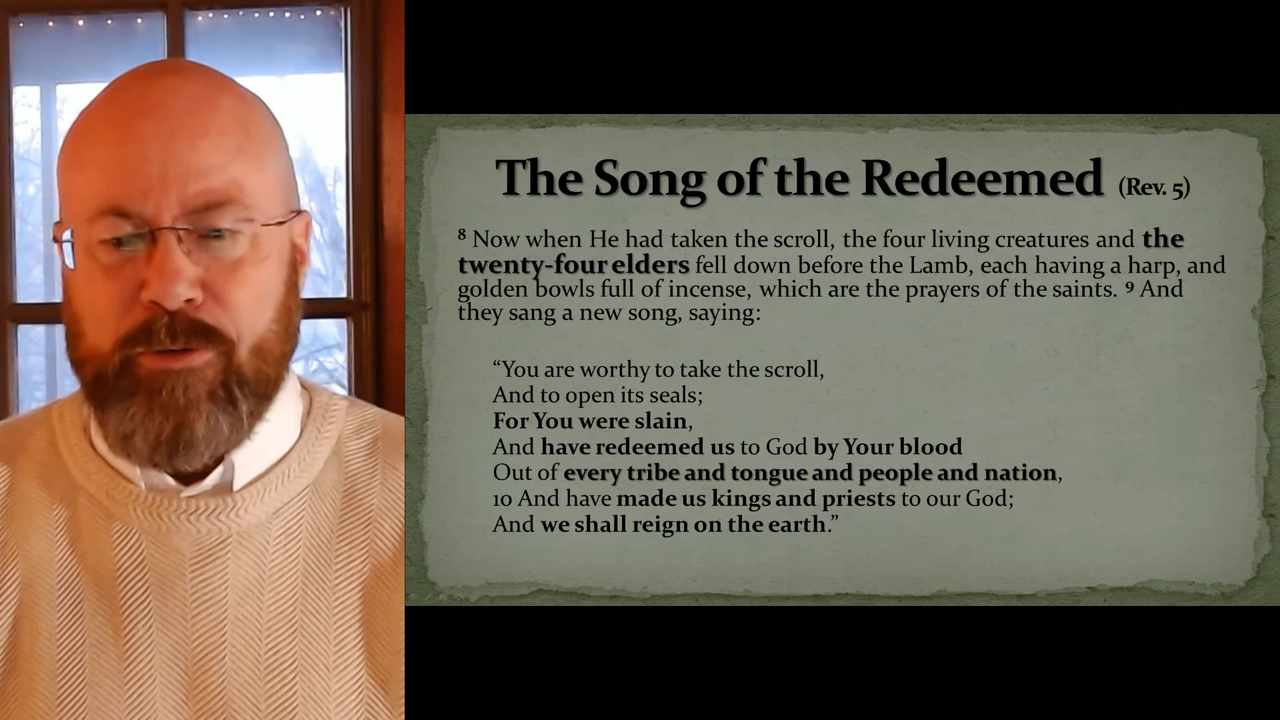 The Song of the Redeemed (Rev. 5)
8 Now when He had taken the scroll, the four living creatures and the
twenty-four elders fell down before the Lamb, each having a harp, and
golden bowls full of incense, which are the prayers of the saints. 9 And
they sang a new song, saying:
“You are worthy to take the scroll,
And to open its seals;
For You were slain,
And have redeemed us to God by Your blood
Out of every tribe and tongue and people and nation,
10 And have made us kings and priests to our God;
And we shall reign on the earth.”